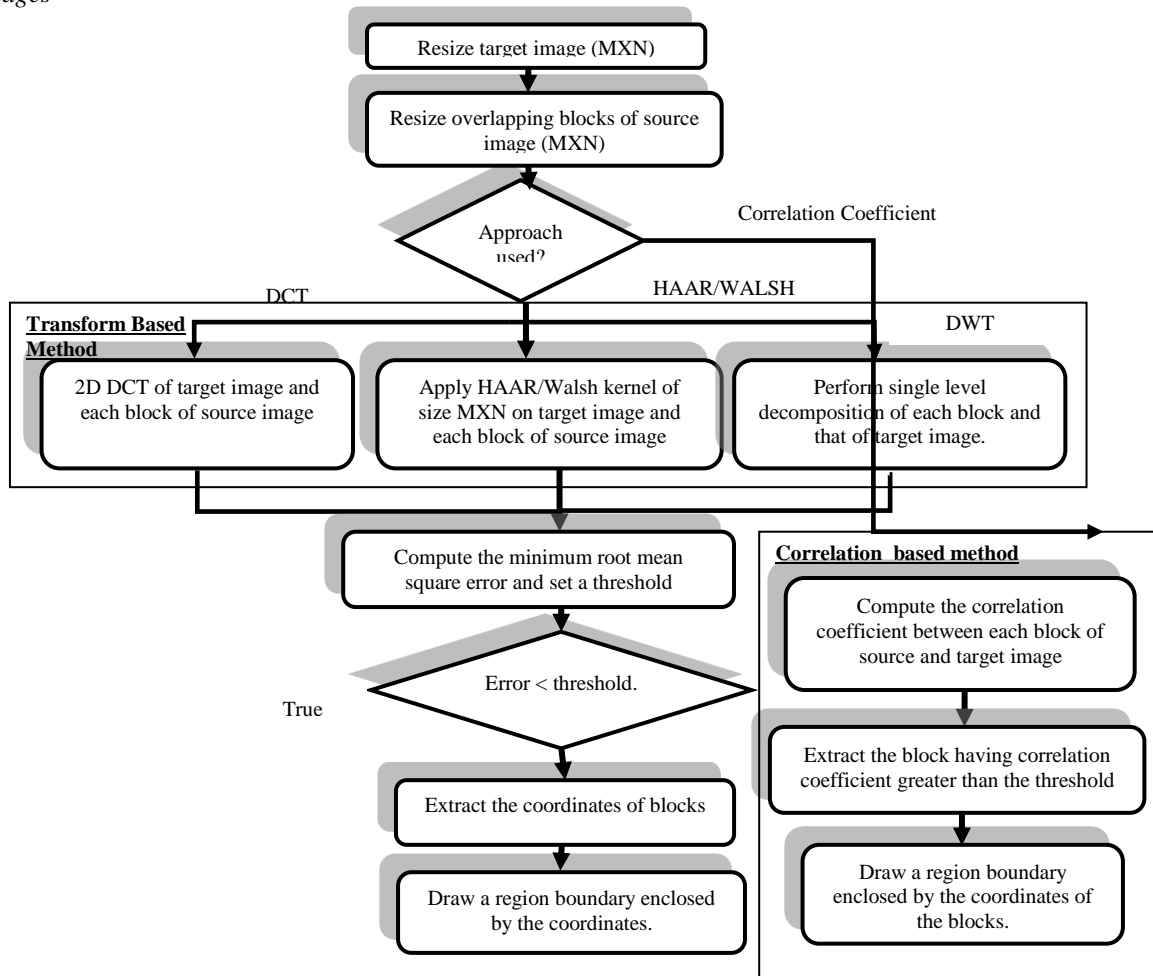 Resize target image (MXN)
Resize overlapping blocks of source
image (MXN)
Approach
used?
Correlation Coefficient
DCT
HAAR/WALSH
DWT
Transform Based
Method
2D DCT of target image and
each block of source image
Apply HAAR/Walsh kernel of
size MXN on target image and
each block of source image
Perform single level
decomposition of each block and
that of target image.
Compute the minimum root mean
square error and set a threshold
Error < threshold.
True
Extract the coordinates of blocks
Draw a region boundary enclosed
by the coordinates.
Correlation based method
Compute the correlation
coefficient between each block of
source and target image
Extract the block having correlation
coefficient greater than the threshold
Draw a region boundary
enclosed by the coordinates of
the blocks.